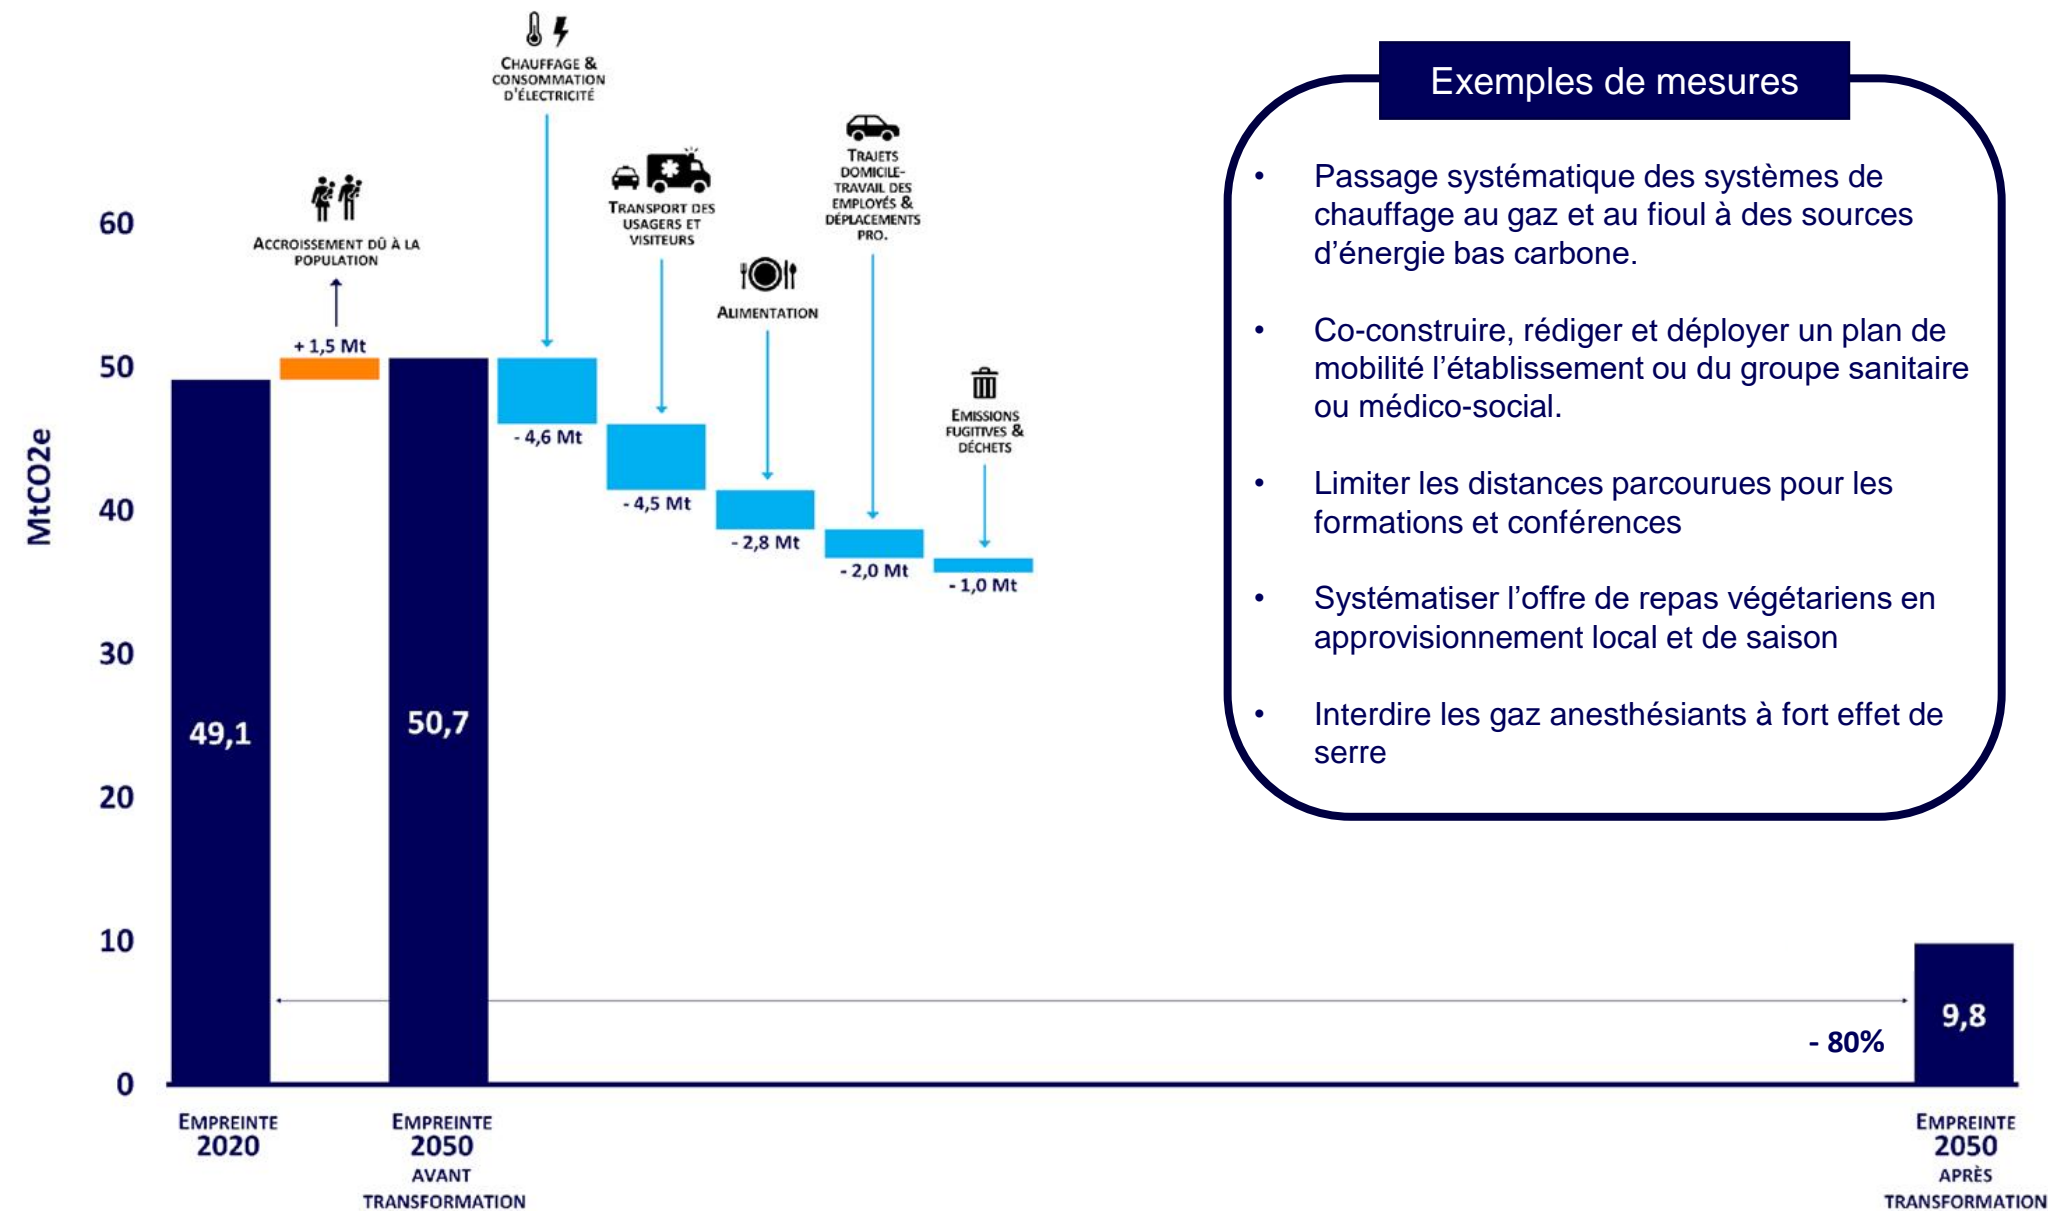 CHAUFFAGE &
CONSOMMATION
D'ÉLECTRICITÉ
TRAJETS
DOMICILE-
TRAVAIL DES
EMPLOYÉS &
DÉPLACEMENTS
PRO.
TRANSPORT DES
USAGERS ET
VISITEURS
ACCROISSEMENT DÛ À LA
POPULATION
ALIMENTATION
EMISSIONS
FUGITIVES &
DÉCHETS
MtCO2e
60
50
40
30
20
10
0
+ 1,5 Mt
- 4,6 Mt
- 4,5 Mt
- 2,8 Mt
- 2,0 Mt
- 1,0 Mt
49,1
50,7
9,8
- 80%
EMPREINTE
2020
EMPREINTE
2050
AVANT
TRANSFORMATION
EMPREINTE
2050
APRÈS
TRANSFORMATION
Exemples de mesures
• Passage systématique des systèmes de
chauffage au gaz et au fioul à des sources
d’énergie bas carbone.
• Co-construire, rédiger et déployer un plan de
mobilité l’établissement ou du groupe sanitaire
ou médico-social.
• Limiter les distances parcourues pour les
formations et conférences
• Systématiser l’offre de repas végétariens en
approvisionnement local et de saison
• Interdire les gaz anesthésiants à fort effet de
serre